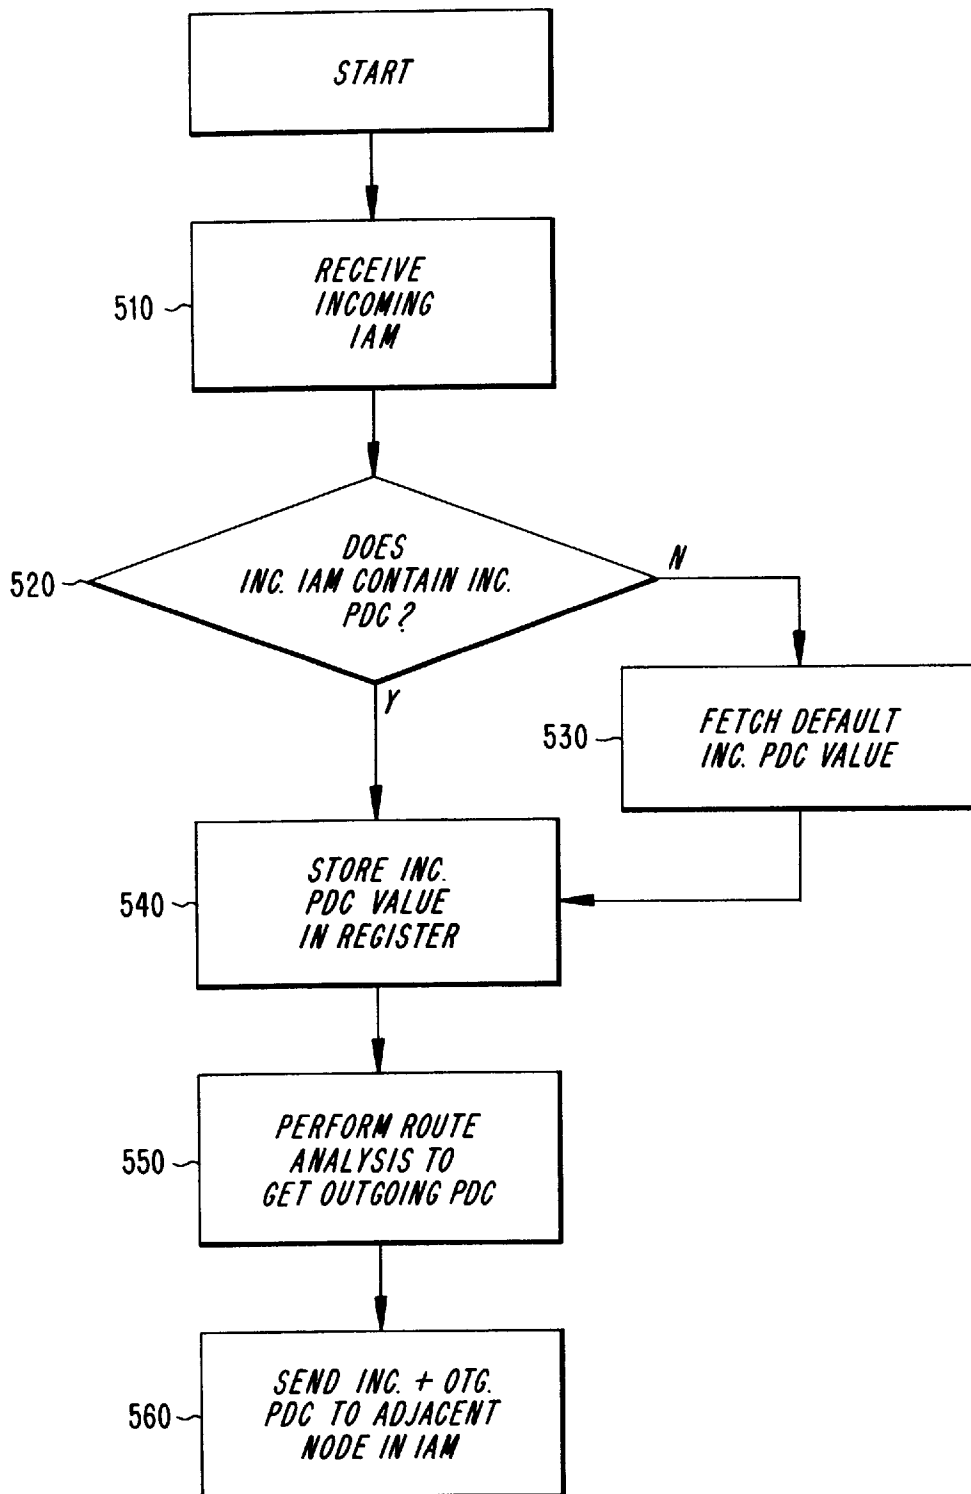 START
510
RECEIVE
INCOMING
IAM
520
DOES
INC. IAM CONTAIN INC.
PDC?
N
Y
530
FETCH DEFAULT
INC. PDC VALUE
540
STORE INC.
PDC VALUE
IN REGISTER
550
PERFORM ROUTE
ANALYSIS TO
GET OUTGOING PDC
560
SEND INC. + OTG.
PDC TO ADJACENT
NODE IN IAM